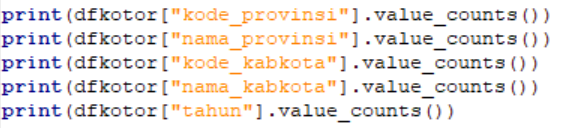 print(dfkotor["kode_provinsi"].value_counts())
print(dfkotor["nama_provinsi"].value_counts())
print(dfkotor["kode_kabkota"].value_counts())
print(dfkotor["nama_kabkota"].value_counts())
print(dfkotor["tahun"].value_counts())